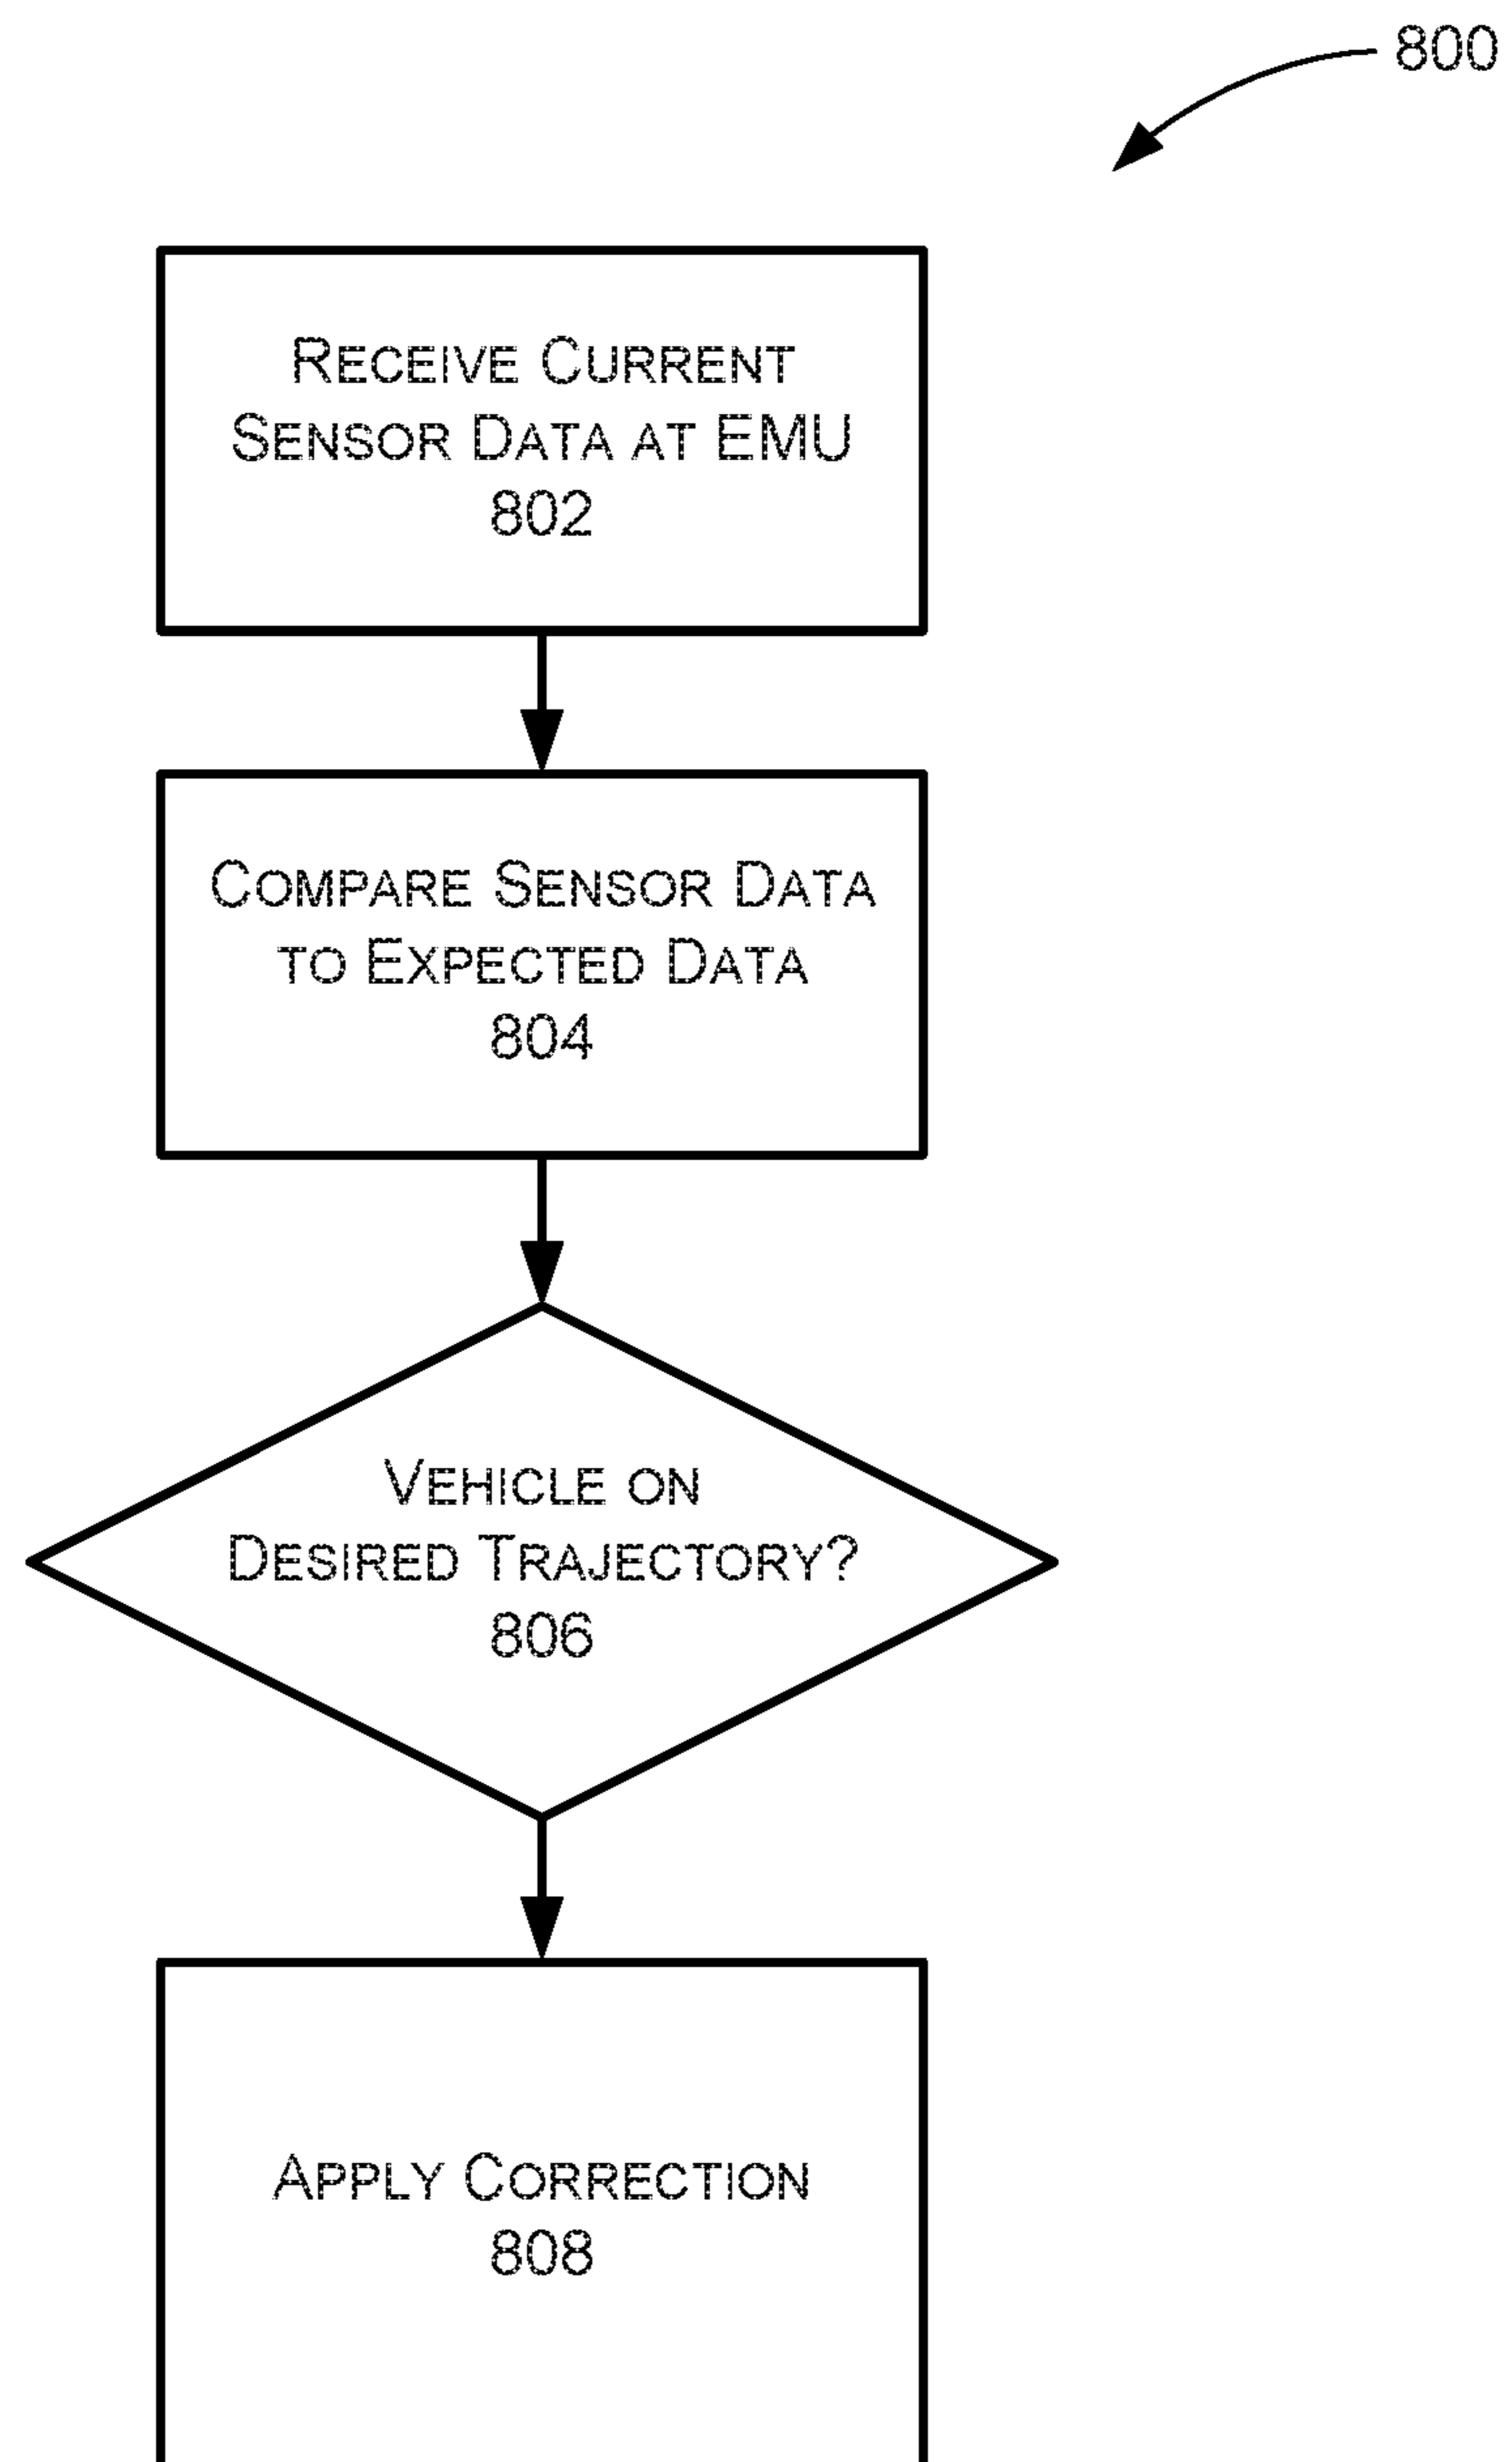 800
Receive Current
Sensor Data at EMU
802
Compare Sensor Data
to Expected Data
804
Vehicle on
Desired Trajectory?
806
Apply Correction
808